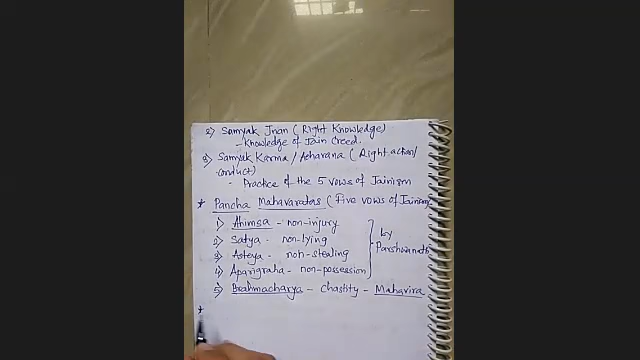 2) Samyak Jnan (Right Knowledge)
- Knowledge of Jain Creed.
3) Samyak Karma/Acharana (Right action/
conduct)
- Practice of the 5 vows of Jainism
* Pancha Mahavaratas (Five vows of Jainism)
1) Ahimsa - non-injury
2) Satya - non-lying
3) Asteya - non-stealing
4) Aparigraha - non-possession
by
Parshwanath
5) Brahmacharya - Chastity - Mahavira
*